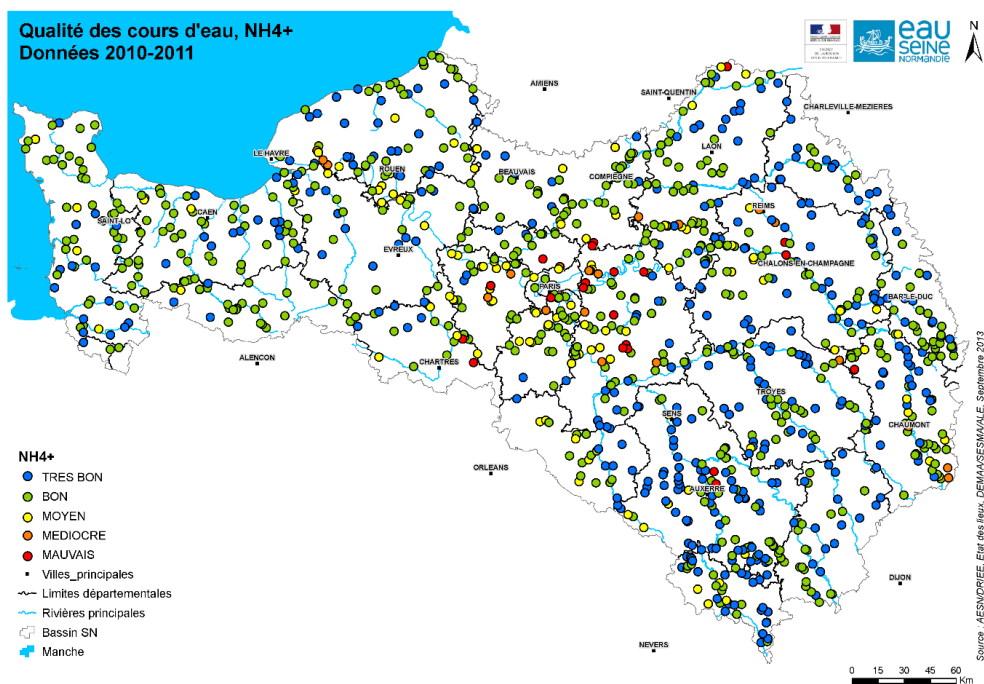 Qualité des cours d'eau, NH4+
Données 2010-2011
eau
SEINE
NORMANDIE
N
AMIENS
SAINT-QUENTIN
CHARLEVILLE-MEZIERES
LE HAVRE
LAON
ROUEN
BEAUVAIS
COMPIEGNE
REIMS
CAEN
SAINT-LO
EVREUX
CHALONS-EN-CHAMPAGNE
PARIS
BAR-LE-DUC
ALENCON
CHARTRES
TROYES
SENS
CHAUMONT
ORLEANS
AUXERRE
DIJON
NEVERS
NH4+
TRES BON
BON
MOYEN
MEDIOCRE
MAUVAIS
Villes_principales
Limites départementales
Rivières principales
Bassin SN
Manche
0 15 30 45 60
Km
Source : AESN/DRIEE, Etat des lieux, DEMAA/SESMA/ALE, Septembre 2013